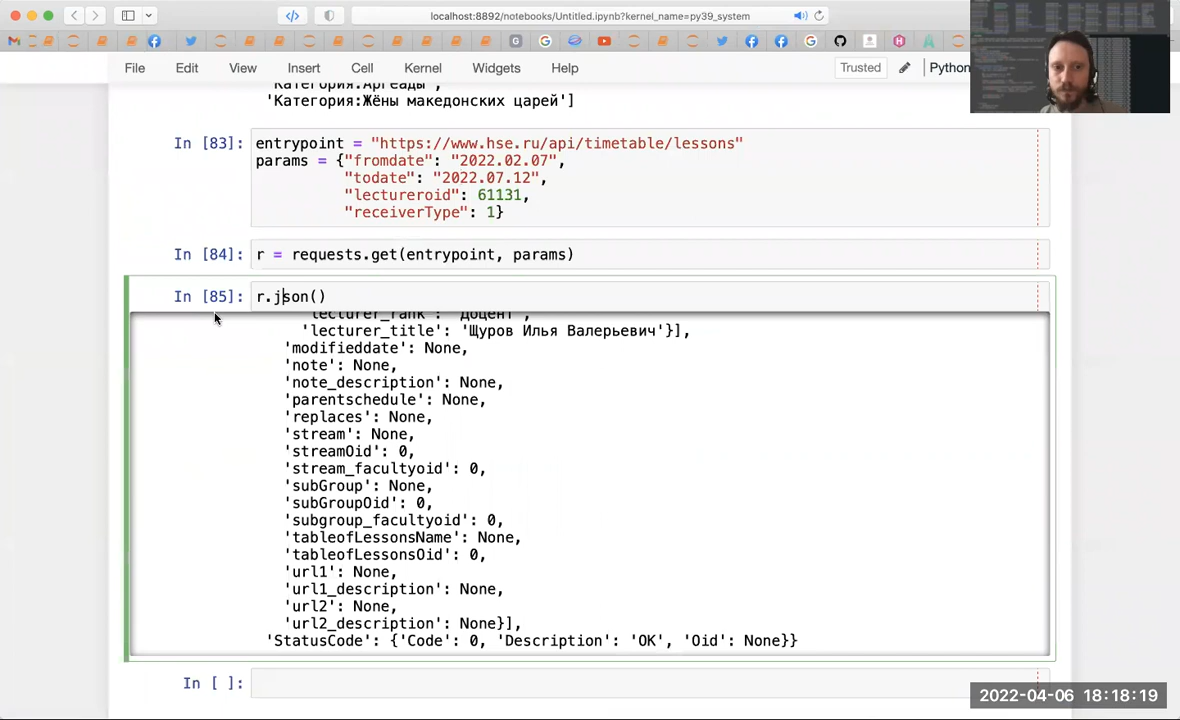 localhost:8892/notebooks/Untitled.ipynb?kernel_name=py39_system
File Edit View Insert Cell Kernel Widgets Help Trusted Python
'Категория:Аргеады',
'Категория:Жёны македонских царей']
In [83]: entrypoint = "https://www.hse.ru/api/timetable/lessons"
params = {"fromdate": "2022.02.07",
"todate": "2022.07.12",
"lectureroid": 61131,
"receiverType": 1}
In [84]: r = requests.get(entrypoint, params)
In [85]: r.json()
'lecturer_rank': 'доцент',
'lecturer_title': 'Щуров Илья Валерьевич'}],
'modifieddate': None,
'note': None,
'note_description': None,
'parentschedule': None,
'replaces': None,
'stream': None,
'streamOid': 0,
'stream_facultyoid': 0,
'subGroup': None,
'subGroupOid': 0,
'subgroup_facultyoid': 0,
'tableofLessonsName': None,
'tableofLessonsOid': 0,
'url1': None,
'url1_description': None,
'url2': None,
'url2_description': None}],
'StatusCode': {'Code': 0, 'Description': 'OK', 'Oid': None}}
In [ ]:
2022-04-06 18:18:19